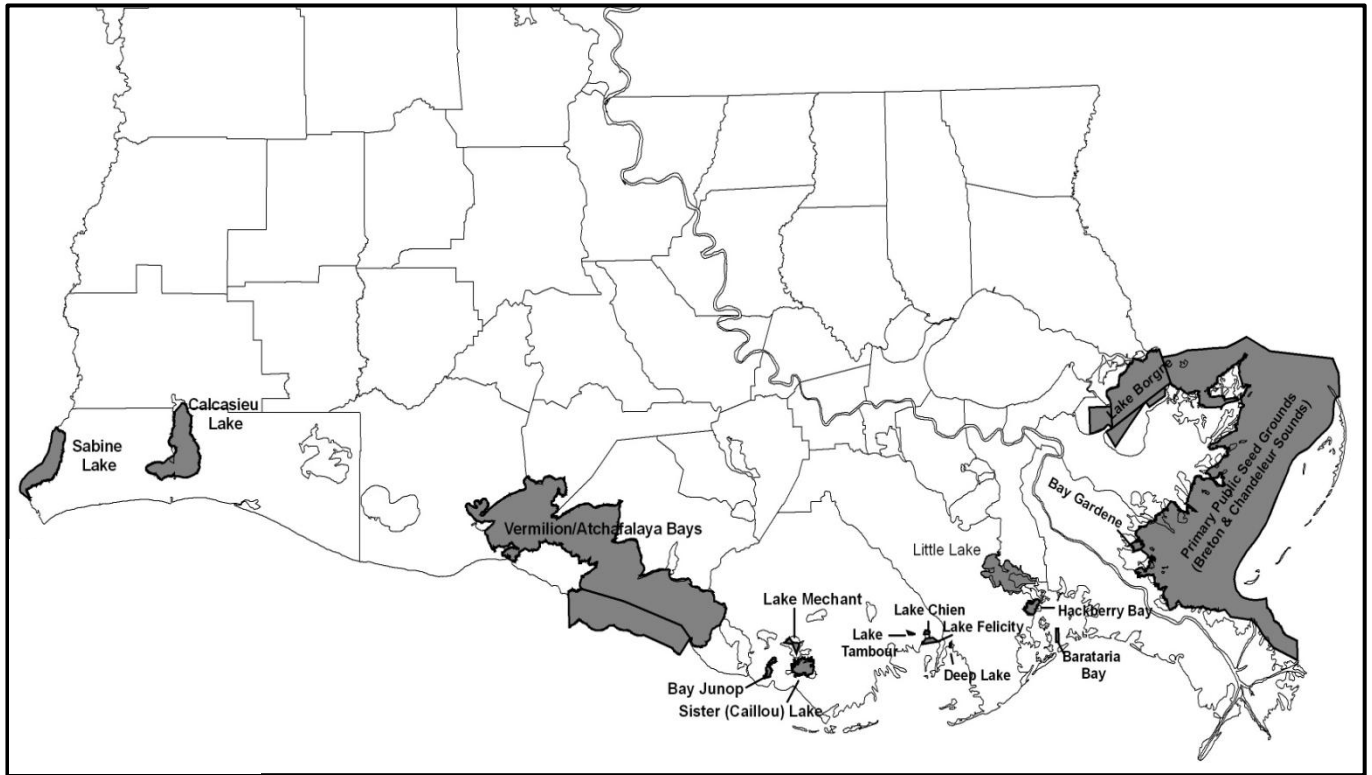 Calcasieu
Lake
Sabine
Lake
Vermilion/Atchafalaya Bays
Lake Borgne
Primary Public Seed Grounds
(Breton & Chandeleur Sounds)
Bay Gardene
Little Lake
Lake Mechant
Lake Chien
Hackberry Bay
Lake Felicity
Lake
Tambour
Barataria
Bay
Deep Lake
Bay Junop
Sister (Caillou) Lake